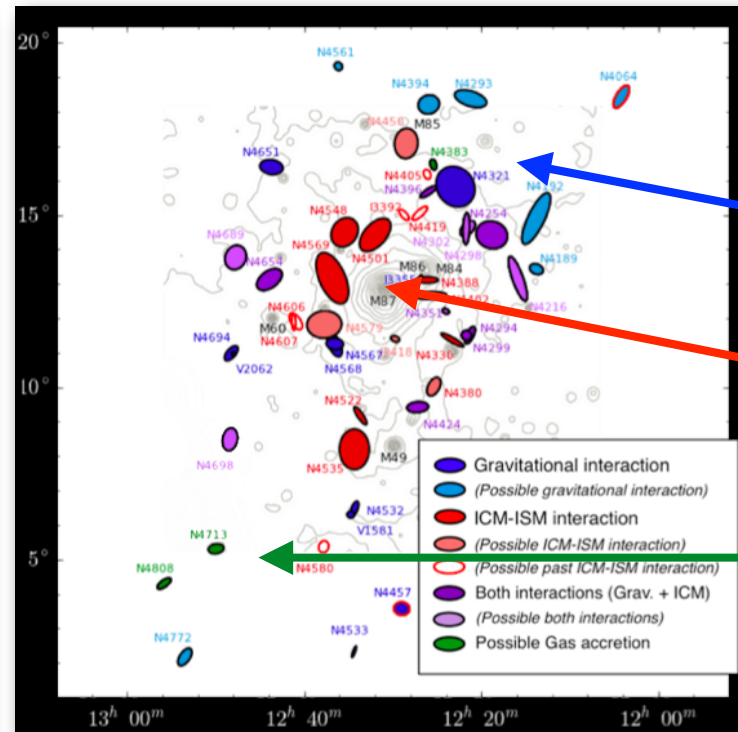 20°
N4561
N4394
N4293
N4064
N4450
M85
N4651
N4383
N4405
N4396
N4321
N4192
15°
N4548
I3392
N4419
N4254
N4689
N4569
N4501
N4302
N4298
N4654
M86
M84
N4189
N4388
M87
N4606
M60
N4607
N4579
N4351
N4216
N4694
V2062
N4567
N4568
N4330
N4294
N4299
10°
N4522
N4380
N4424
N4698
N4535
M49
N4532
V1581
N4713
5°
N4808
N4580
N4457
N4772
N4533
Gravitational interaction
(Possible gravitational interaction)
ICM-ISM interaction
(Possible ICM-ISM interaction)
(Possible past ICM-ISM interaction)
Both interactions (Grav. + ICM)
(Possible both interactions)
Possible Gas accretion
13h 00m
12h 40m
12h 20m
12h 00m